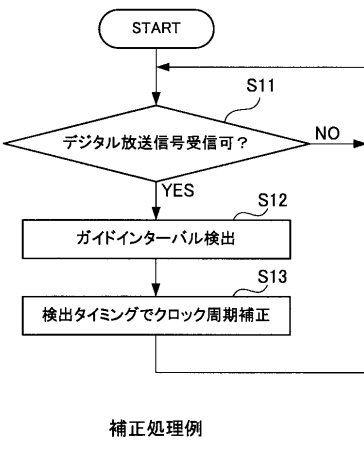 START
S11
デジタル放送信号受信可?
NO
YES
S12
ガイドインターバル検出
S13
検出タイミングでクロック周期補正
補正処理例